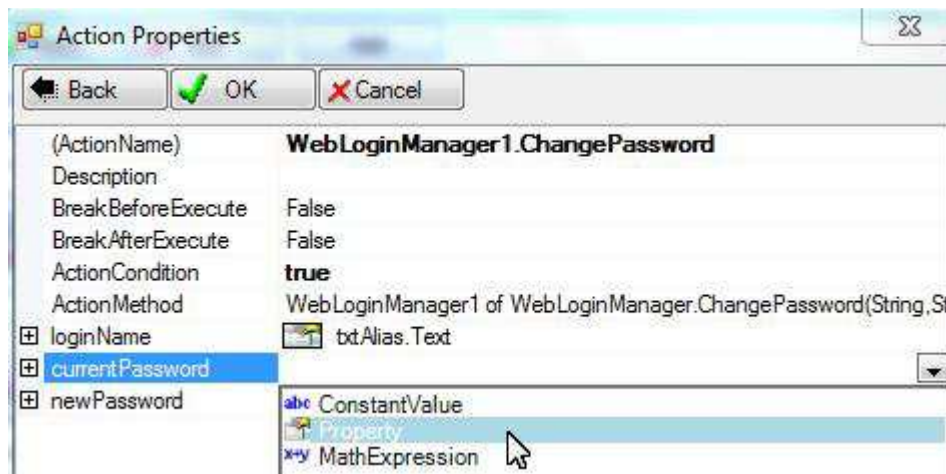 Action Properties
Back OK Cancel
(ActionName) WebLoginManager1.ChangePassword
Description
BreakBeforeExecute False
BreakAfterExecute False
ActionCondition true
ActionMethod WebLoginManager1 of WebLoginManager.ChangePassword(String,St
loginName txtAlias.Text
currentPassword
newPassword
abc ConstantValue
Property
x+y MathExpression